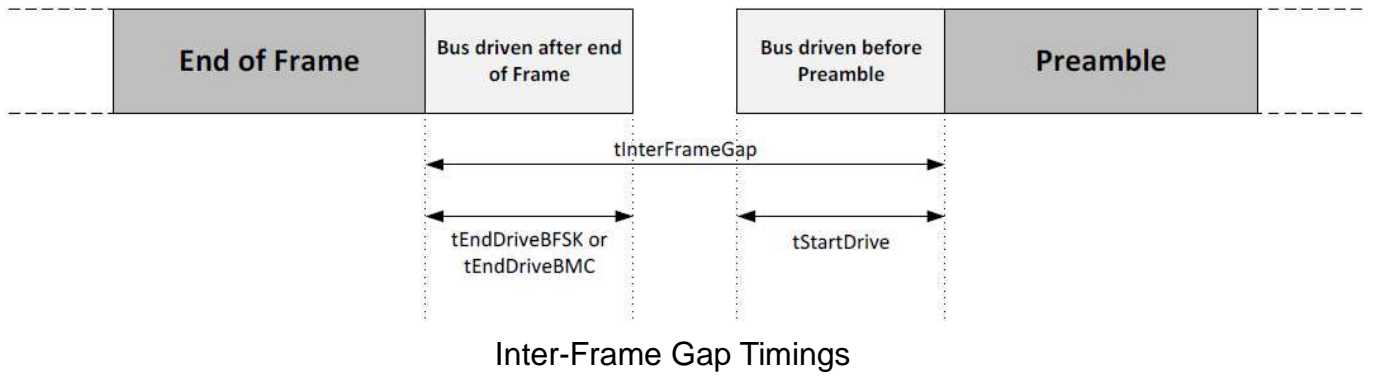 End of Frame
Bus driven after end
of Frame
Bus driven before
Preamble
Preamble
tInterFrameGap
tEndDriveBFSK or
tEndDriveBMC
tStartDrive
Inter-Frame Gap Timings